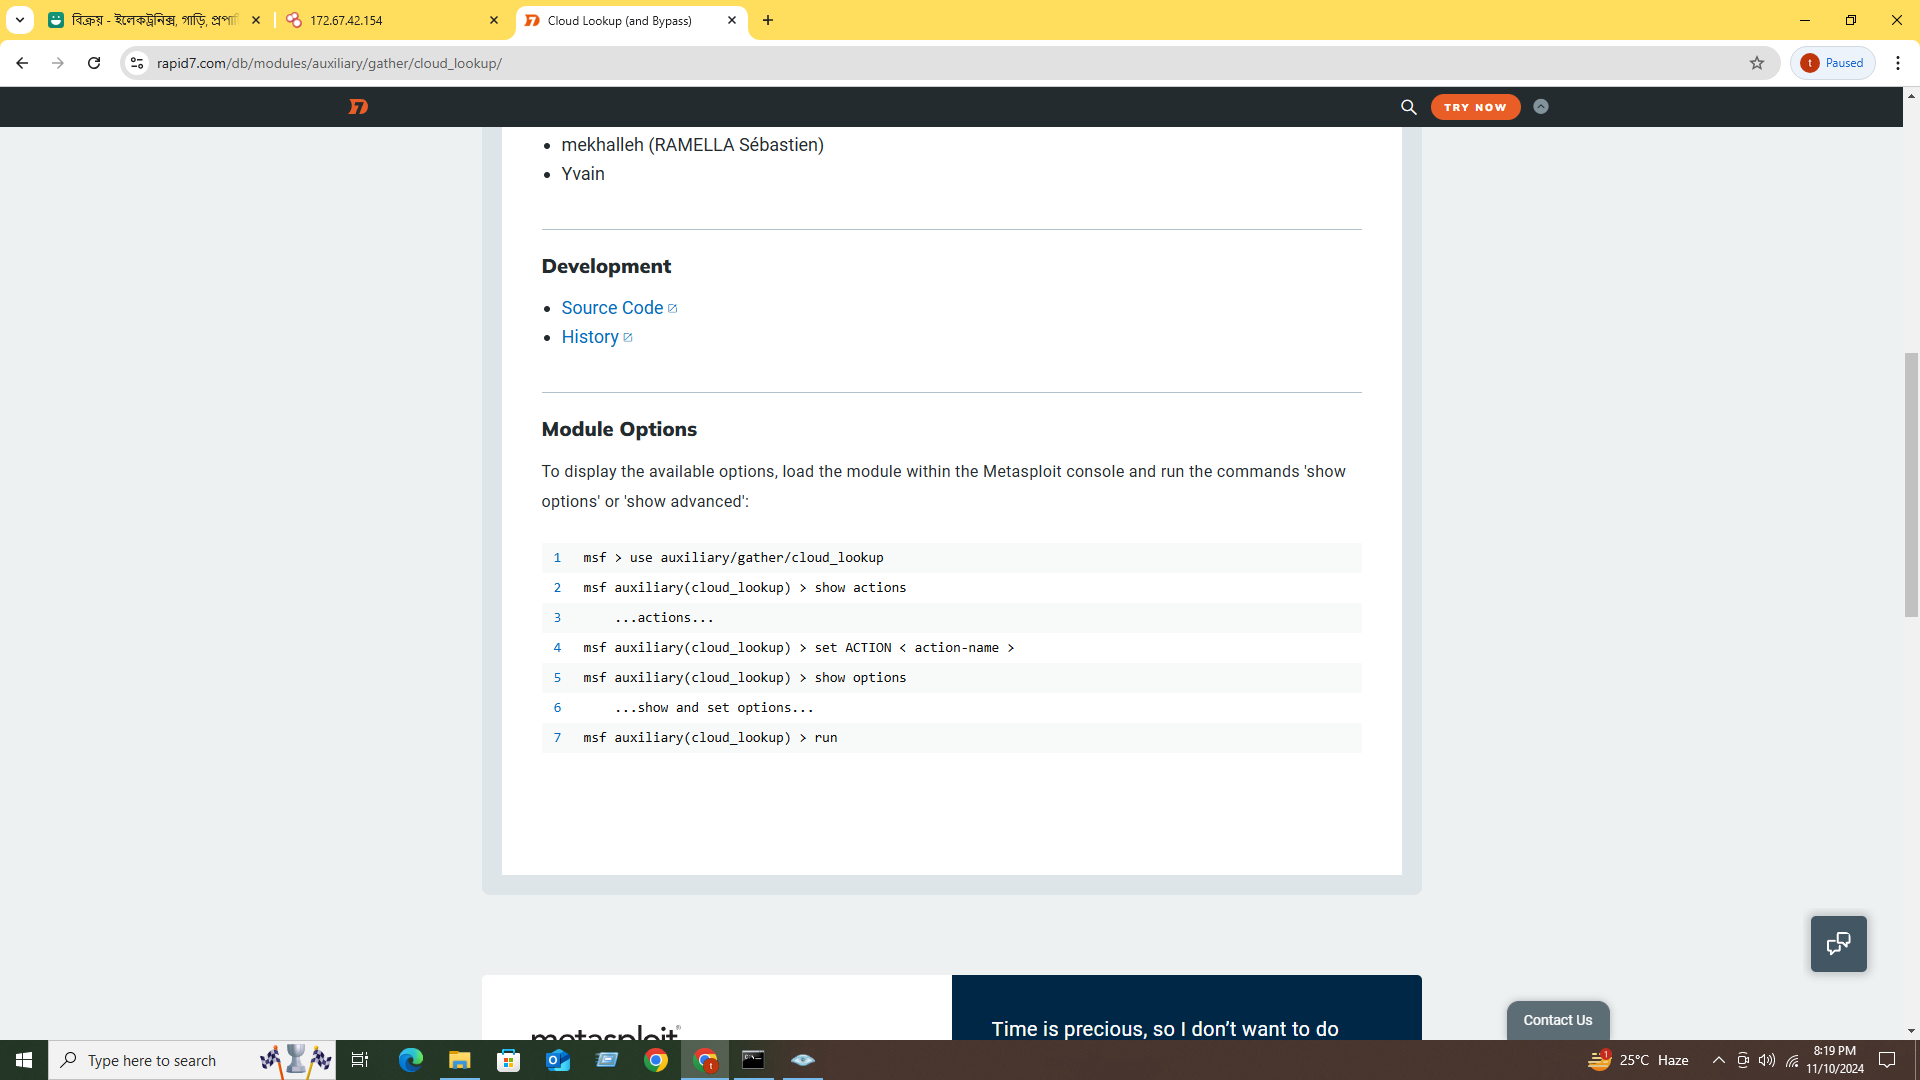 বিক্রয় - ইলেকট্রনিক্স, গাড়ি, প্রপা
172.67.42.154
Cloud Lookup (and Bypass)
rapid7.com/db/modules/auxiliary/gather/cloud_lookup/
t
Paused
TRY NOW
mekhalleh (RAMELLA Sébastien)
Yvain
Development
Source Code
History
Module Options
To display the available options, load the module within the Metasploit console and run the commands 'show
options' or 'show advanced':
1 msf > use auxiliary/gather/cloud_lookup
2 msf auxiliary(cloud_lookup) > show actions
3 ...actions...
4 msf auxiliary(cloud_lookup) > set ACTION < action-name >
5 msf auxiliary(cloud_lookup) > show options
6 ...show and set options...
7 msf auxiliary(cloud_lookup) > run
metasploit®
Time is precious, so I don’t want to do
Contact Us
Type here to search
1
25°C Haze
8:19 PM
11/10/2024